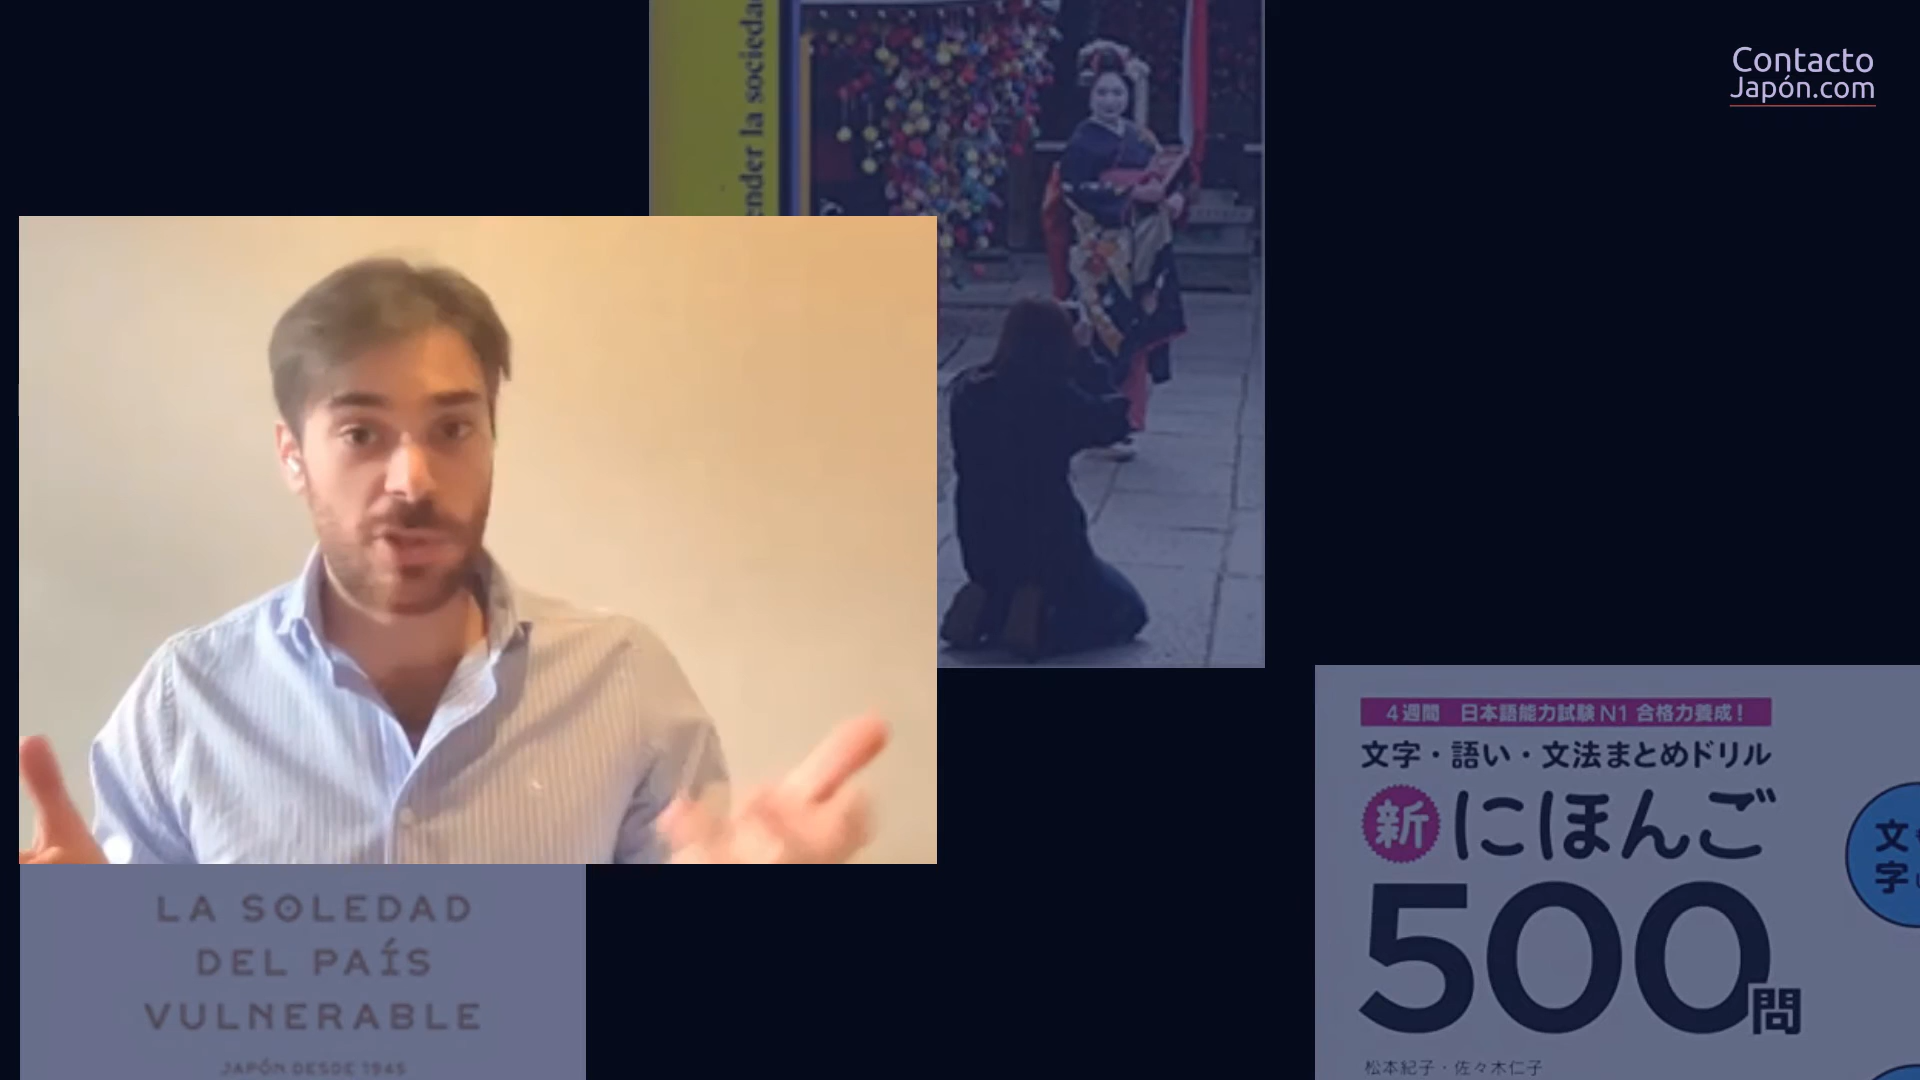 la sociedad
Contacto
Japón.com
LA SOLEDAD
DEL PAÍS
VULNERABLE
JAPÓN DESDE 1945
4週間 日本語能力試験N1合格力養成!
文字・語い・文法まとめドリル
新にほんご
500問
文
字
松本紀子・佐々木仁子